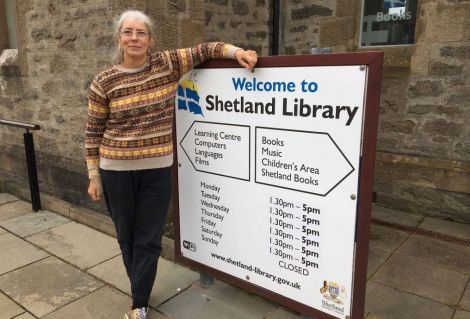 Books
Welcome to
Shetland Library
Learning Centre
Computers
Languages
Films
Books
Music
Children's Area
Shetland Books
Monday 1.30pm – 5pm
Tuesday 1.30pm – 5pm
Wednesday 1.30pm – 5pm
Thursday 1.30pm – 5pm
Friday 1.30pm – 5pm
Saturday 1.30pm – 5pm
Sunday CLOSED
www.shetland-library.gov.uk
Shetland